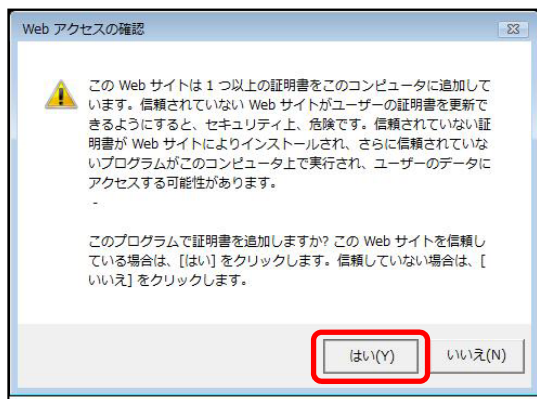 Web アクセスの確認
この Web サイトは 1 つ以上の証明書をこのコンピュータに追加して
います。信頼されていない Web サイトがユーザーの証明書を更新で
きるようにすると、セキュリティ上、危険です。信頼されていない証
明書が Web サイトによりインストールされ、さらに信頼されていな
いプログラムがこのコンピュータ上で実行され、ユーザーのデータに
アクセスする可能性があります。
-
このプログラムで証明書を追加しますか? この Web サイトを信頼し
ている場合は、[はい] をクリックします。信頼していない場合は、[
いいえ] をクリックします。
はい(Y) いいえ(N)